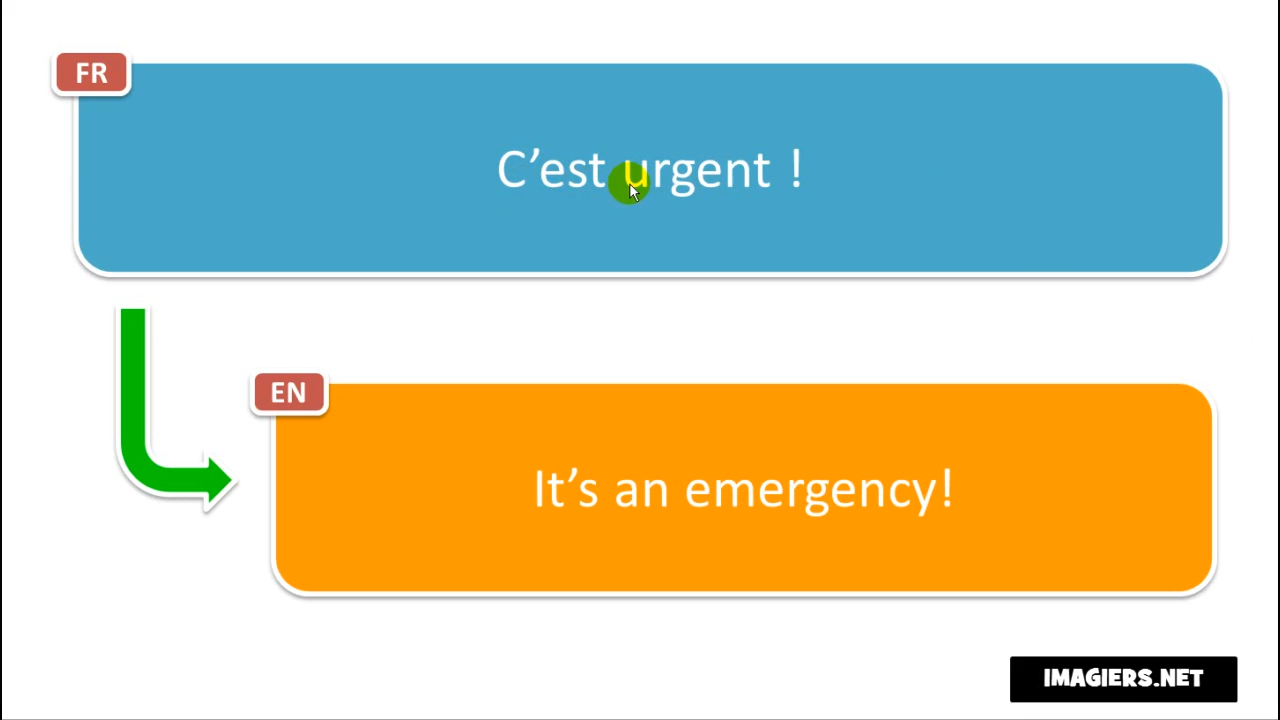 FR
C’est urgent !
EN
It’s an emergency!
IMAGIERS.NET